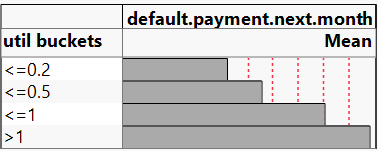 default.payment.next.month
util buckets Mean
<=0.2
<=0.5
<=1
>1